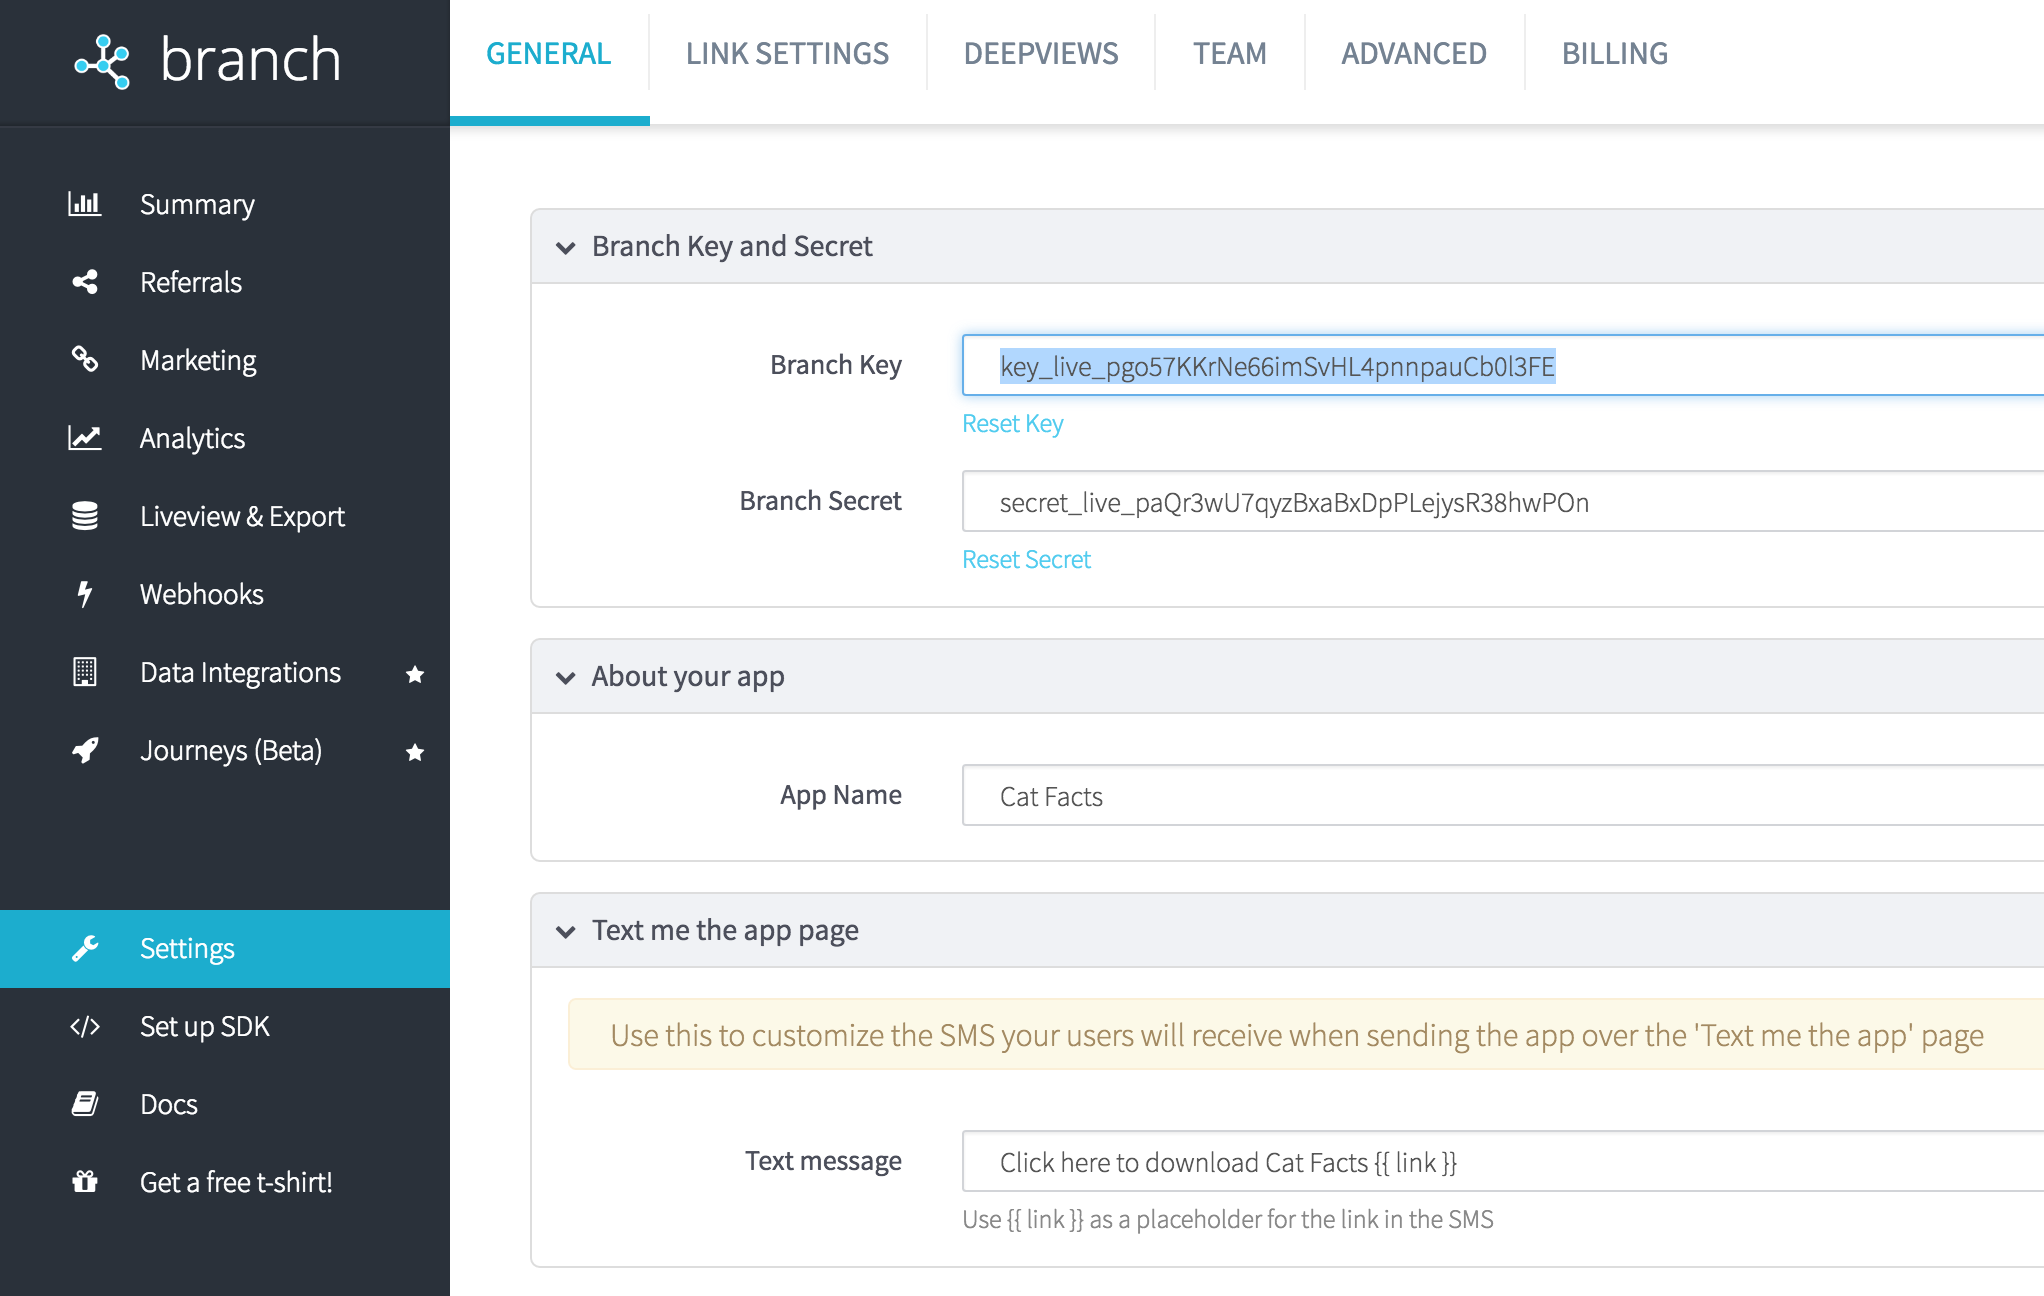 branch
GENERAL
LINK SETTINGS
DEEPVIEWS
TEAM
ADVANCED
BILLING
Summary
Referrals
Marketing
Analytics
Liveview & Export
Webhooks
Data Integrations
Journeys (Beta)
Settings
Set up SDK
Docs
Get a free t-shirt!
Branch Key and Secret
Branch Key
key_live_pgo57KKrNe66imSvHL4pnnpauCb0l3FE
Reset Key
Branch Secret
secret_live_paQr3wU7qyzBxaBxDpPLejysR38hwPOn
Reset Secret
About your app
App Name
Cat Facts
Text me the app page
Use this to customize the SMS your users will receive when sending the app over the 'Text me the app' page
Text message
Click here to download Cat Facts {{ link }}
Use {{ link }} as a placeholder for the link in the SMS